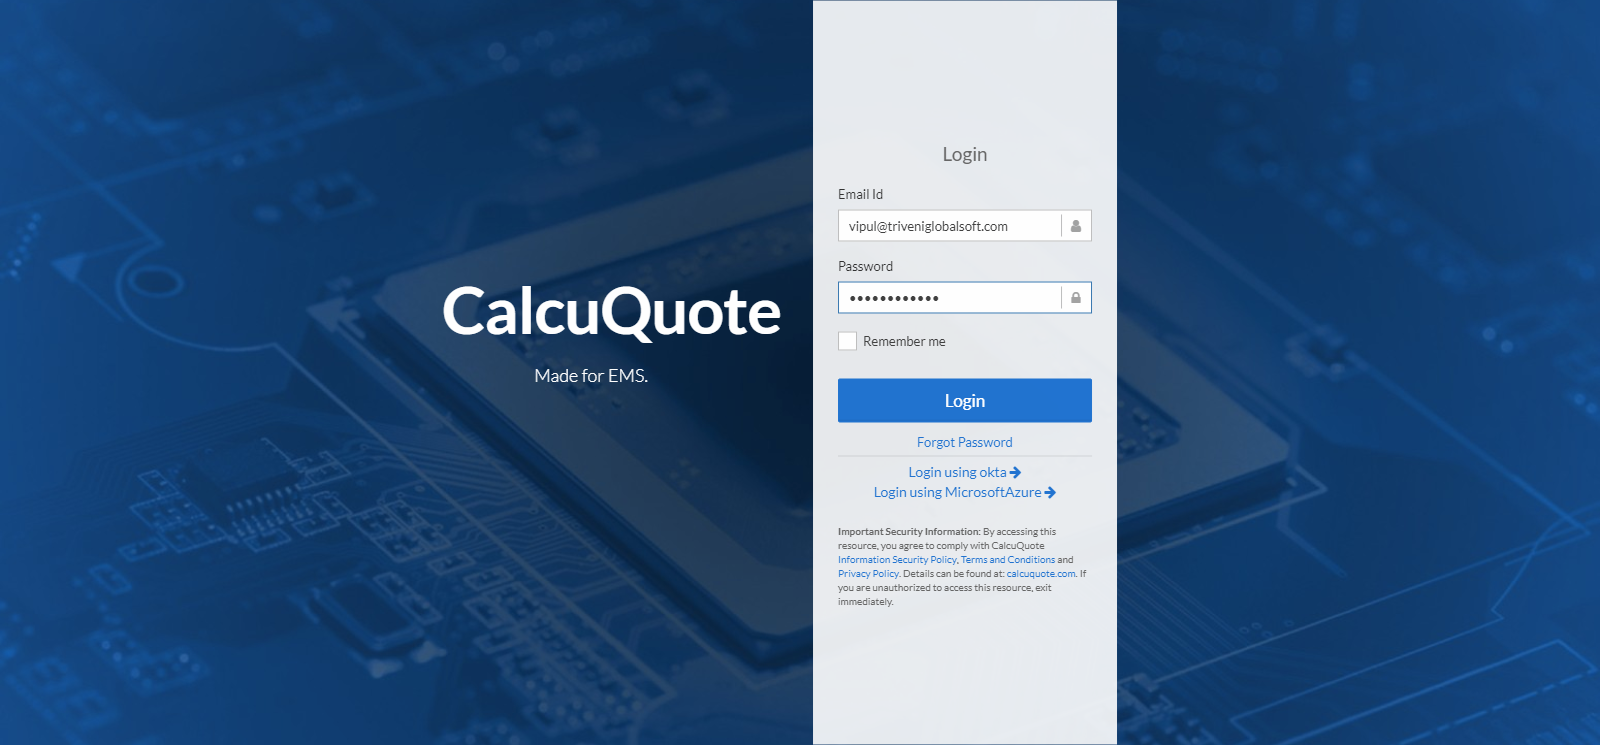 CalcuQuote
Made for EMS.
Login
Email Id
vipul@triveniglobalsoft.com
Password
••••••••••••
Remember me
Login
Forgot Password
Login using okta
Login using MicrosoftAzure
Important Security Information: By accessing this
resource, you agree to comply with CalcuQuote
Information Security Policy, Terms and Conditions and
Privacy Policy. Details can be found at: calcuquote.com. If
you are unauthorized to access this resource, exit
immediately.